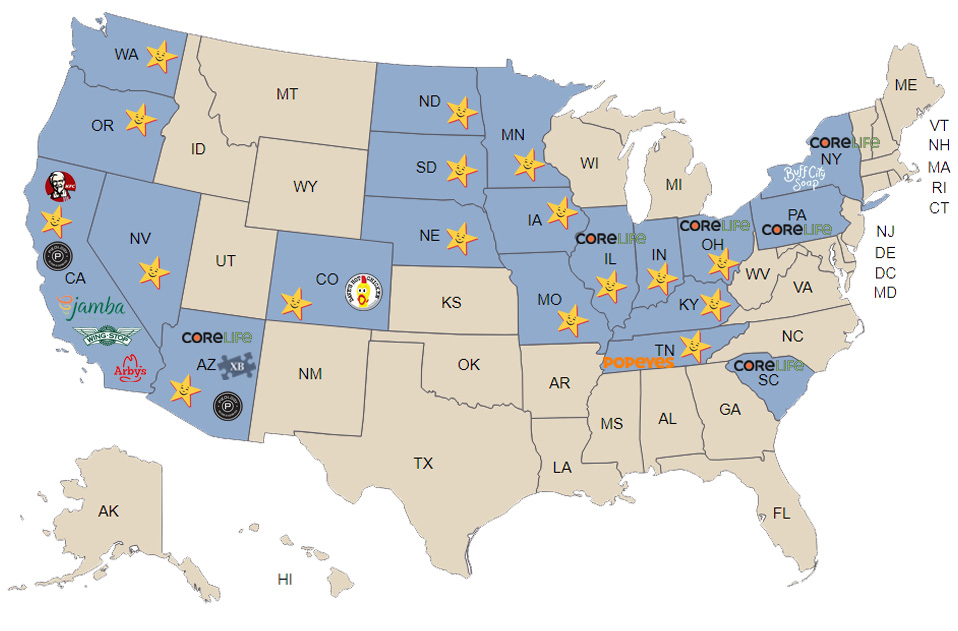 WA
MT
ND
MN
ME
OR
ID
SD
WI
MI
VT
NH
MA
RI
CT
CORELIFE
NY
Buff City
Soap
WY
KFC
NV
UT
NE
IA
CORELIFE
IL
IN
CORELIFE
OH
PA
CORELIFE
NJ
DE
DC
MD
P
CA
CO
DAVE'S HOT CHICKEN
KS
MO
KY
WV
VA
jamba
WING·STOP
Arby's
CORELIFE
AZ
XB
P
NM
OK
AR
POPEYES
TN
NC
CORELIFE
SC
MS
AL
GA
TX
LA
FL
AK
HI